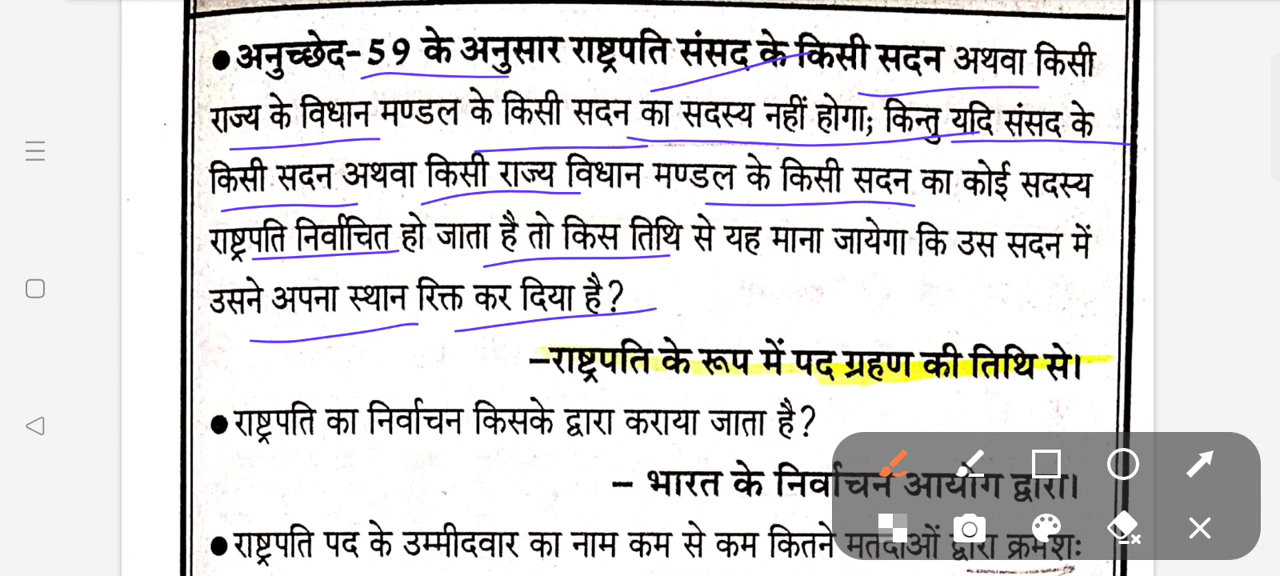 ● अनुच्छेद-59 के अनुसार राष्ट्रपति संसद के किसी सदन अथवा किसी
राज्य के विधान मण्डल के किसी सदन का सदस्य नहीं होगा; किन्तु यदि संसद के
किसी सदन अथवा किसी राज्य विधान मण्डल के किसी सदन का कोई सदस्य
राष्ट्रपति निर्वाचित हो जाता है तो किस तिथि से यह माना जायेगा कि उस सदन में
उसने अपना स्थान रिक्त कर दिया है?
–राष्ट्रपति के रूप में पद ग्रहण की तिथि से।
● राष्ट्रपति का निर्वाचन किसके द्वारा कराया जाता है?
– भारत के निर्वाचन आयोग द्वारा।
● राष्ट्रपति पद के उम्मीदवार का नाम कम से कम कितने मतदाओं द्वारा क्रमशः